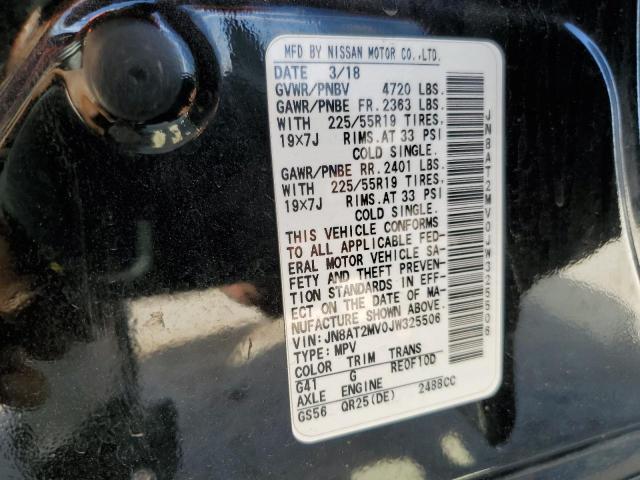 MFD BY NISSAN MOTOR CO.,LTD.
DATE 3/18
GVWR/PNBV 4720 LBS.
GAWR/PNBE FR. 2363 LBS.
WITH 225/55R19 TIRES,
19X7J RIMS,AT 33 PSI
COLD SINGLE.
GAWR/PNBE RR. 2401 LBS.
WITH 225/55R19 TIRES,
19X7J RIMS,AT 33 PSI
COLD SINGLE.
THIS VEHICLE CONFORMS
TO ALL APPLICABLE FED-
ERAL MOTOR VEHICLE SA-
FETY AND THEFT PREVEN-
TION STANDARDS IN EFF-
ECT ON THE DATE OF MA-
NUFACTURE SHOWN ABOVE.
VIN:JN8AT2MV0JW325506
TYPE:MPV
COLOR TRIM TRANS
G41 G RE0F10D
AXLE ENGINE
GS56 QR25(DE) 2488CC
JN8AT2MV0JW325506